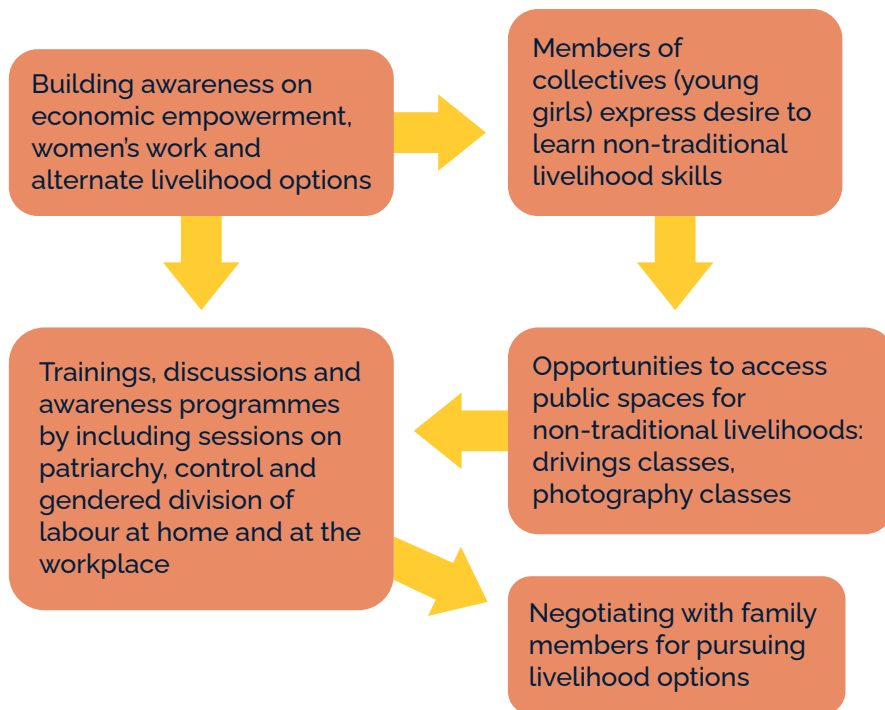 Building awareness on
economic empowerment,
women's work and
alternate livelihood options
Members of
collectives (young
girls) express desire to
learn non-traditional
livelihood skills
Trainings, discussions and
awareness programmes
by including sessions on
patriarchy, control and
gendered division of
labour at home and at the
workplace
Opportunities to access
public spaces for
non-traditional livelihoods:
drivings classes,
photography classes
Negotiating with family
members for pursuing
livelihood options